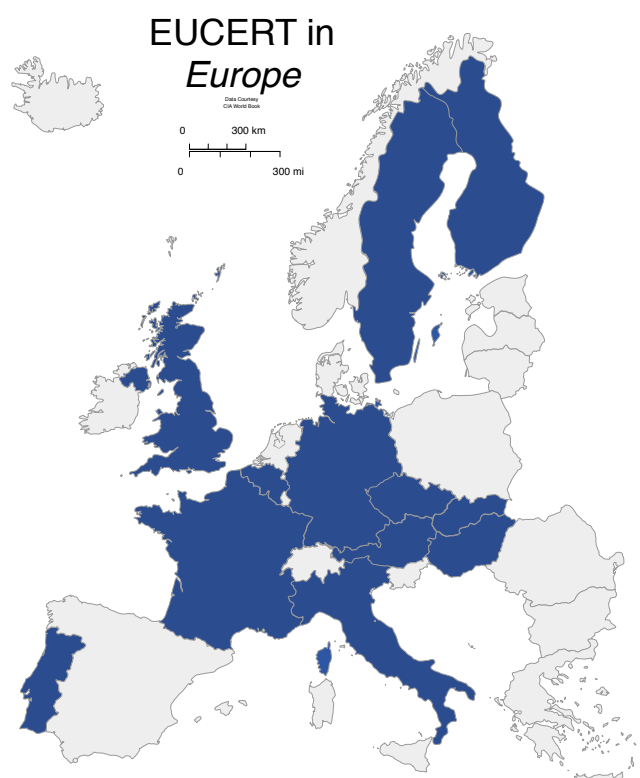 EUCERT in
Europe
Data Courtesy
CIA World Book
0 300 km
0 300 mi